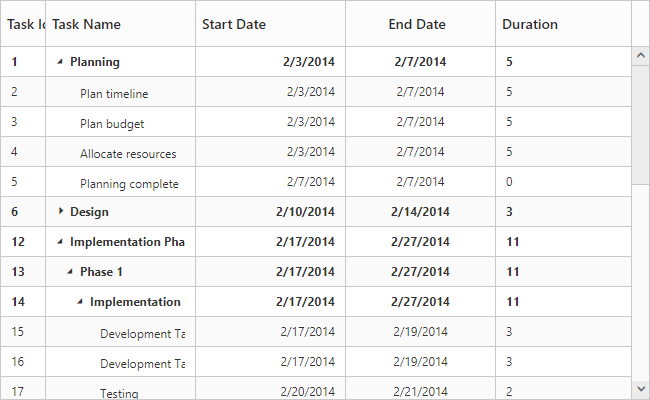 Task Id Task Name Start Date End Date Duration
1 Planning 2/3/2014 2/7/2014 5
2 Plan timeline 2/3/2014 2/7/2014 5
3 Plan budget 2/3/2014 2/7/2014 5
4 Allocate resources 2/3/2014 2/7/2014 5
5 Planning complete 2/7/2014 2/7/2014 0
6 Design 2/10/2014 2/14/2014 3
12 Implementation Pha 2/17/2014 2/27/2014 11
13 Phase 1 2/17/2014 2/27/2014 11
14 Implementation 2/17/2014 2/27/2014 11
15 Development Ta 2/17/2014 2/19/2014 3
16 Development Ta 2/17/2014 2/19/2014 3
17 Testing 2/20/2014 2/21/2014 2